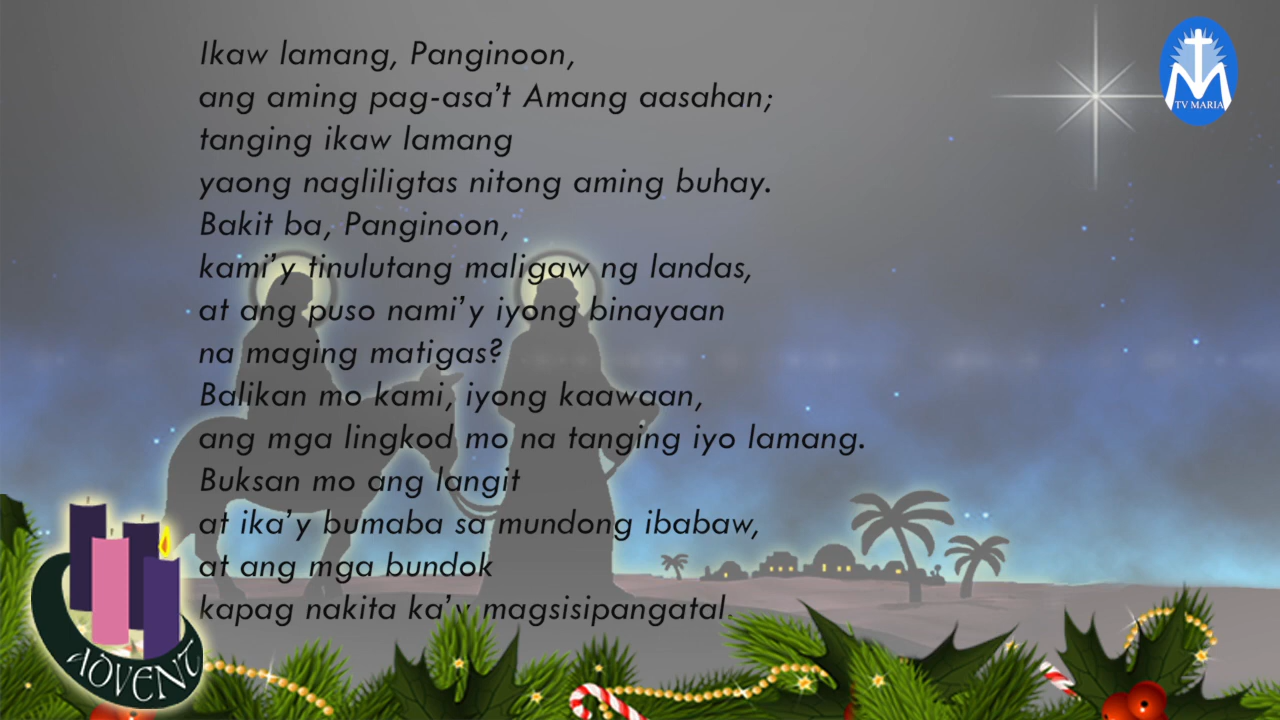 Ikaw lamang, Panginoon,
ang aming pag-asa't Amang aasahan;
tanging ikaw lamang
yaong nagliligtas nitong aming buhay.
Bakit ba, Panginoon,
kami'y tinulutang maligaw ng landas,
at ang puso nami'y iyong binayaan
na maging matigas?
Balikan mo kami, iyong kaawaan,
ang mga lingkod mo na tanging iyo lamang.
Buksan mo ang langit
at ika'y bumaba sa mundong ibabaw,
at ang mga bundok
kapag nakita ka'y magsisipangatal.
TV MARIA
ADVENT